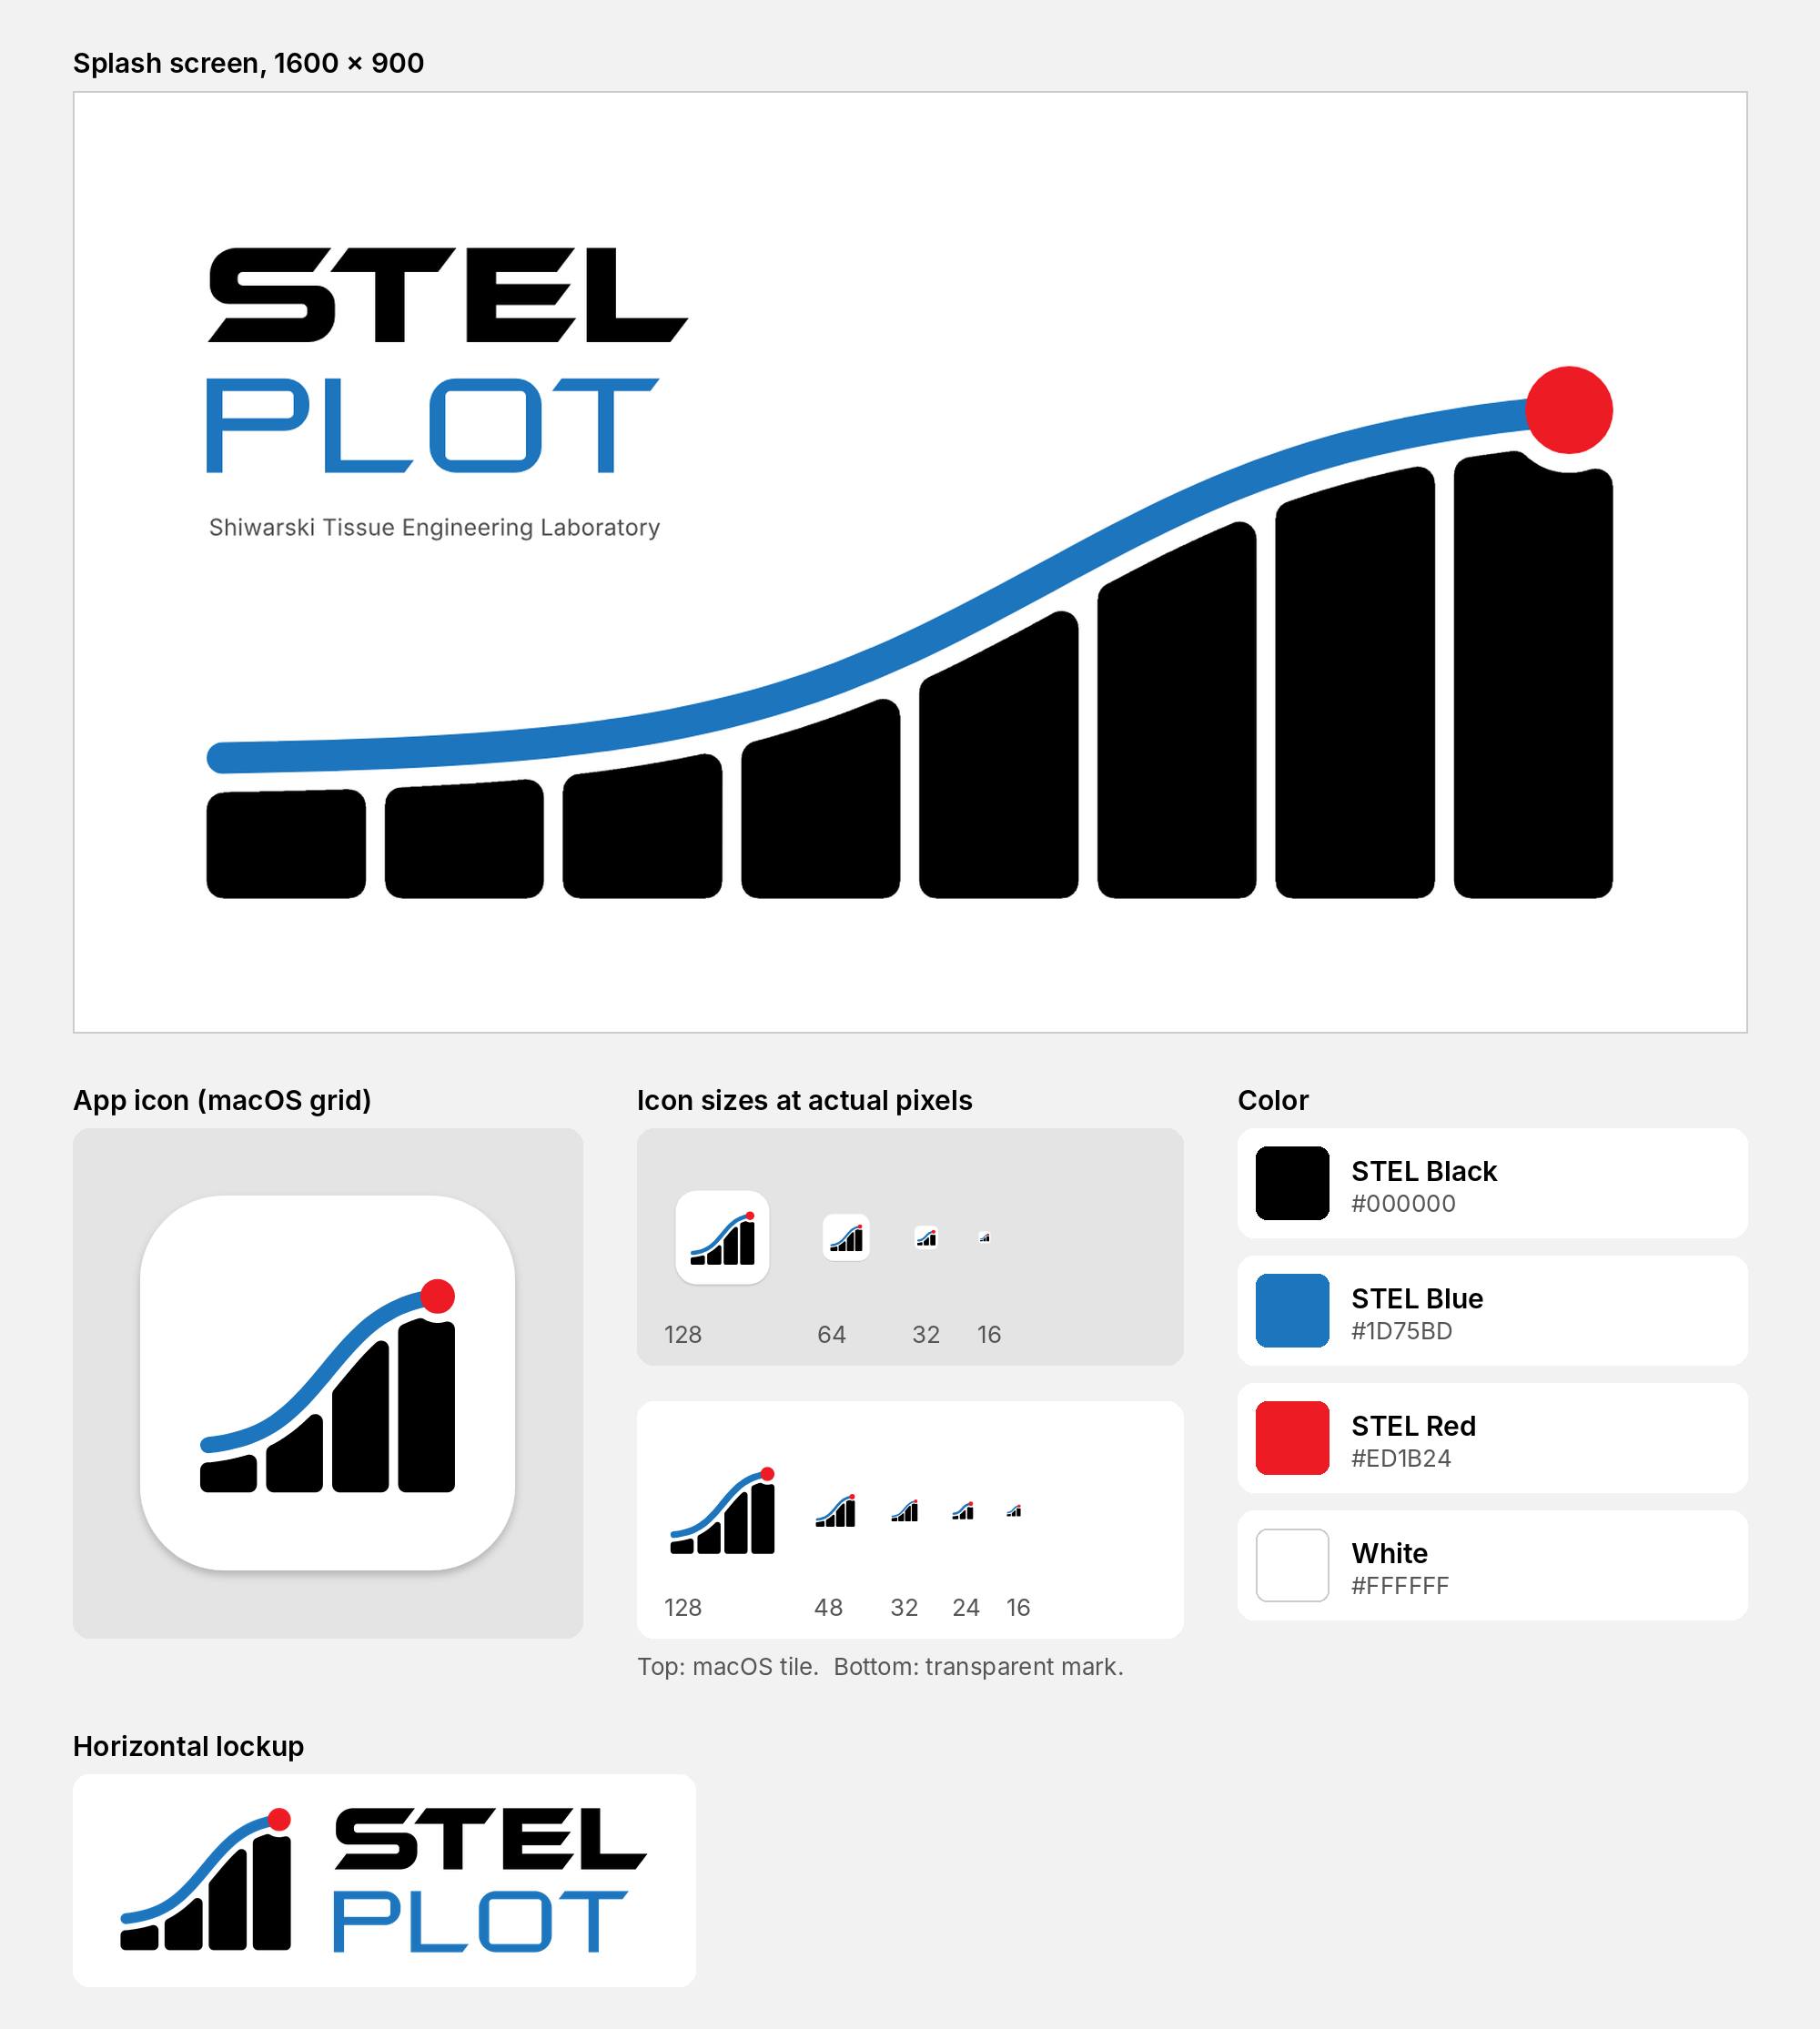 Splash screen, 1600 × 900
STEL
PLOT
Shiwarski Tissue Engineering Laboratory
App icon (macOS grid)
Icon sizes at actual pixels
128 64 32 16
128 48 32 24 16
Top: macOS tile. Bottom: transparent mark.
Color
STEL Black
#000000
STEL Blue
#1D75BD
STEL Red
#ED1B24
White
#FFFFFF
Horizontal lockup
STEL
PLOT